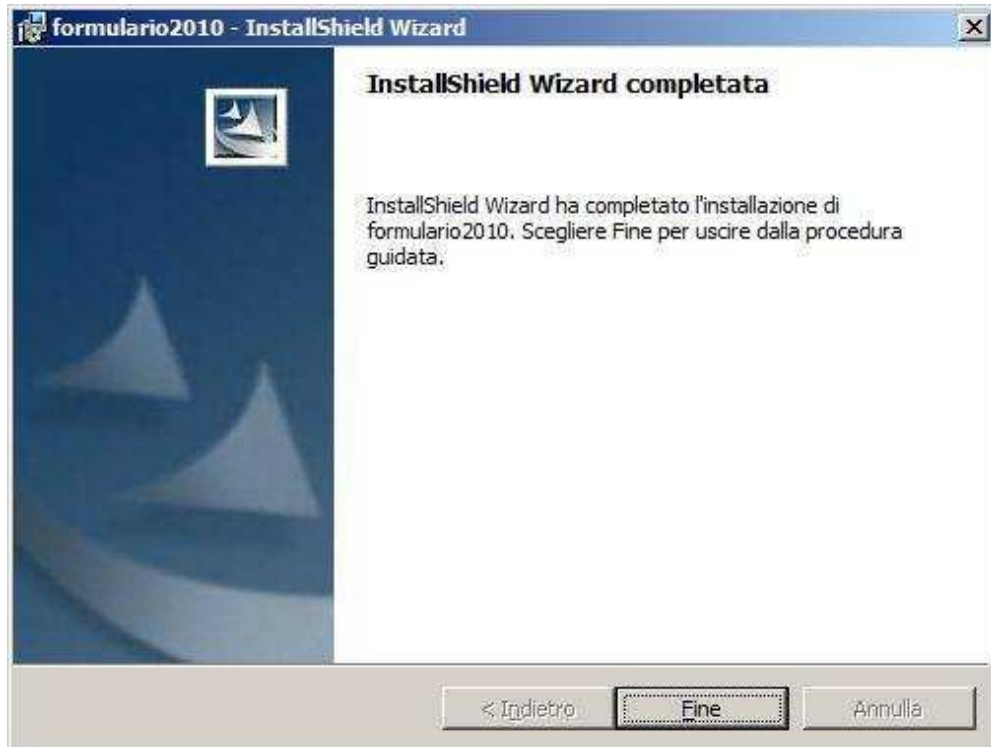 formulario2010 - InstallShield Wizard
InstallShield Wizard completata
InstallShield Wizard ha completato l'installazione di
formulario2010. Scegliere Fine per uscire dalla procedura
guidata.
< Indietro Fine Annulla